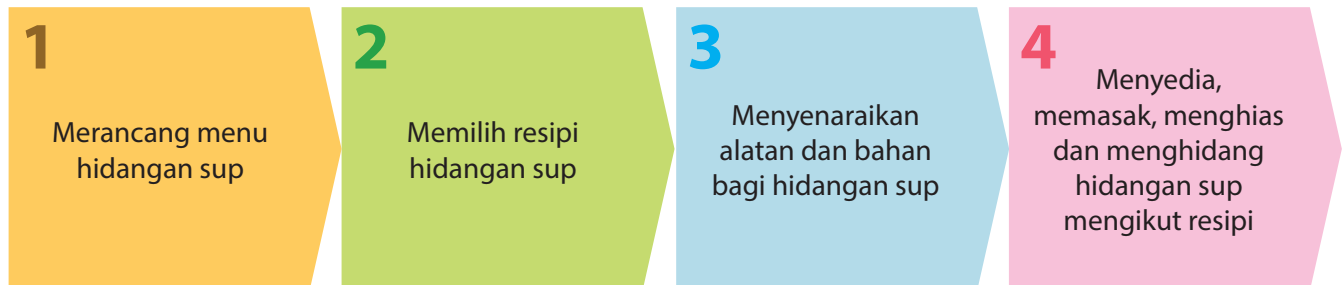 1
Merancang menu
hidangan sup
2
Memilih resipi
hidangan sup
3
Menyenaraikan
alatan dan bahan
bagi hidangan sup
4
Menyedia,
memasak, menghias
dan menghidang
hidangan sup
mengikut resipi